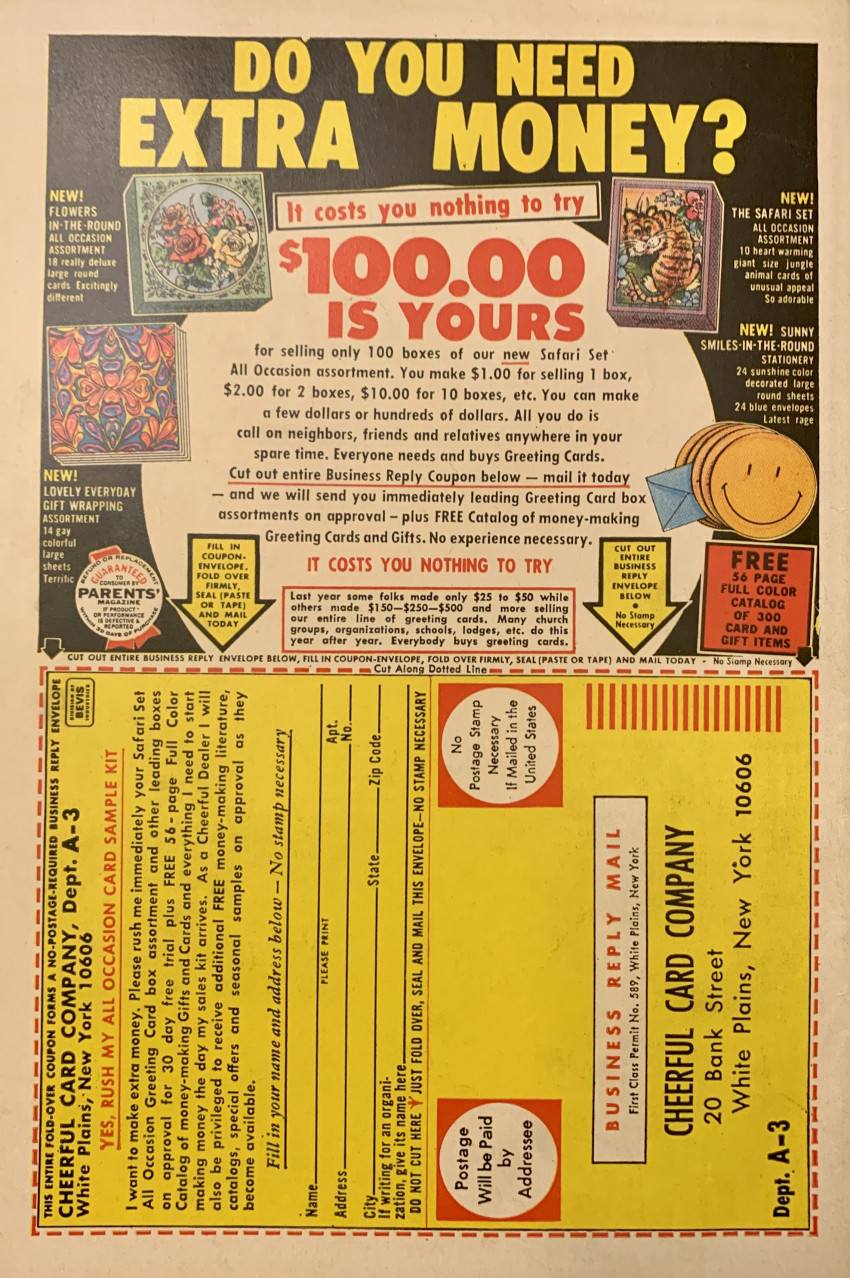 DO YOU NEED
EXTRA MONEY?
NEW!
FLOWERS
IN-THE-ROUND
ALL OCCASION
ASSORTMENT
18 really deluxe
large round
cards. Excitingly
different
It costs you nothing to try
$100.00
IS YOURS
NEW!
THE SAFARI SET
ALL OCCASION
ASSORTMENT
10 heart warming
giant size jungle
animal cards of
unusual appeal
So adorable
Safari Set
NEW! SUNNY
SMILES-IN-THE-ROUND
STATIONERY
24 sunshine color
decorated large
round sheets
24 blue envelopes
Latest rage
for selling only 100 boxes of our new Safari Set
All Occasion assortment. You make $1.00 for selling 1 box,
$2.00 for 2 boxes, $10.00 for 10 boxes, etc. You can make
a few dollars or hundreds of dollars. All you do is
call on neighbors, friends and relatives anywhere in your
spare time. Everyone needs and buys Greeting Cards.
Cut out entire Business Reply Coupon below — mail it today
— and we will send you immediately leading Greeting Card box
assortments on approval – plus FREE Catalog of money-making
Greeting Cards and Gifts. No experience necessary.
IT COSTS YOU NOTHING TO TRY
NEW!
LOVELY EVERYDAY
GIFT WRAPPING
ASSORTMENT
14 gay
colorful
large
sheets
Terrific
REFUND OR REPLACEMENT
GUARANTEED
TO
CONSUMER BY
PARENTS'
MAGAZINE
IF PRODUCT
OR PERFORMANCE
IS DEFECTIVE &
REPORTED
WITHIN 30 DAYS OF PURCHASE
FILL IN
COUPON-
ENVELOPE,
FOLD OVER
FIRMLY,
SEAL (PASTE
OR TAPE)
AND MAIL
TODAY
Last year some folks made only $25 to $50 while
others made $150—$250—$500 and more selling
our entire line of greeting cards. Many church
groups, organizations, schools, lodges, etc. do this
year after year. Everybody buys greeting cards.
CUT OUT
ENTIRE
BUSINESS
REPLY
ENVELOPE
BELOW
•
No Stamp
Necessary
FREE
56 PAGE
FULL COLOR
CATALOG
OF 300
CARD AND
GIFT ITEMS
CUT OUT ENTIRE BUSINESS REPLY ENVELOPE BELOW, FILL IN COUPON-ENVELOPE, FOLD OVER FIRMLY, SEAL (PASTE OR TAPE) AND MAIL TODAY - No Stamp Necessary
Cut Along Dotted Line
THIS ENTIRE FOLD-OVER COUPON FORMS A NO-POSTAGE-REQUIRED BUSINESS REPLY ENVELOPE
CHEERFUL CARD COMPANY, Dept. A-3
White Plains, New York 10606
DIVISION OF
BEVIS
INDUSTRIES
YES, RUSH MY ALL OCCASION CARD SAMPLE KIT
I want to make extra money. Please rush me immediately your Safari Set
All Occasion Greeting Card box assortment and other leading boxes
on approval for 30 day free trial plus FREE 56-page Full Color
Catalog of money-making Gifts and Cards and everything I need to start
making money the day my sales kit arrives. As a Cheerful Dealer I will
also be privileged to receive additional FREE money-making literature,
catalogs, special offers and seasonal samples on approval as they
become available.
Fill in your name and address below — No stamp necessary
Name
PLEASE PRINT
Address
Apt.
No.
City
State
Zip Code
If writing for an organi-
zation, give its name here
DO NOT CUT HERE JUST FOLD OVER, SEAL AND MAIL THIS ENVELOPE—NO STAMP NECESSARY
Postage
Will be Paid
by
Addressee
No
Postage Stamp
Necessary
If Mailed in the
United States
BUSINESS REPLY MAIL
First Class Permit No. 589, White Plains, New York
CHEERFUL CARD COMPANY
20 Bank Street
White Plains, New York 10606
Dept. A-3